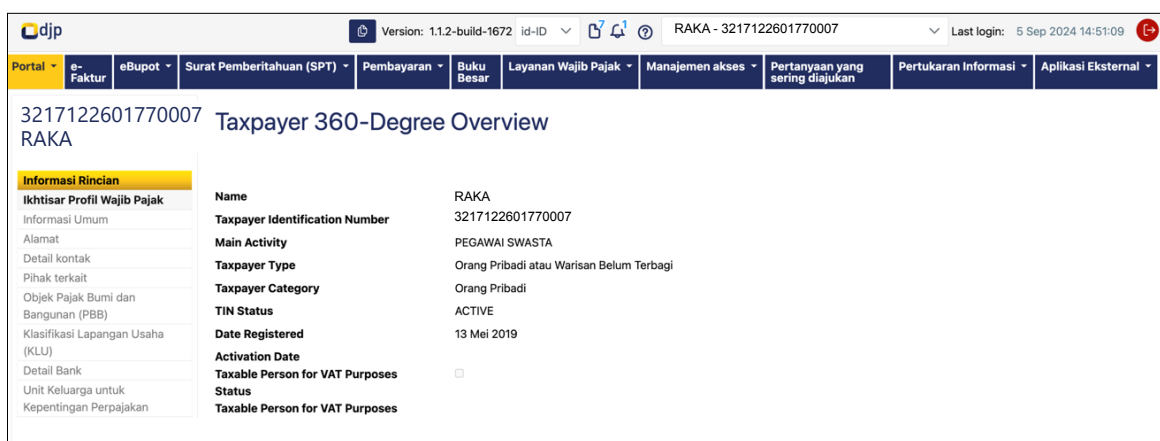 djp
Version: 1.1.2-build-1672 id-ID 7 1 RAKA - 3217122601770007 Last login: 5 Sep 2024 14:51:09
Portal
e-
Faktur
eBupot
Surat Pemberitahuan (SPT)
Pembayaran
Buku
Besar
Layanan Wajib Pajak
Manajemen akses
Pertanyaan yang
sering diajukan
Pertukaran Informasi
Aplikasi Eksternal
3217122601770007
RAKA
Taxpayer 360-Degree Overview
Informasi Rincian
Ikhtisar Profil Wajib Pajak
Informasi Umum
Alamat
Detail kontak
Pihak terkait
Objek Pajak Bumi dan
Bangunan (PBB)
Klasifikasi Lapangan Usaha
(KLU)
Detail Bank
Unit Keluarga untuk
Kepentingan Perpajakan
Name RAKA
Taxpayer Identification Number 3217122601770007
Main Activity PEGAWAI SWASTA
Taxpayer Type Orang Pribadi atau Warisan Belum Terbagi
Taxpayer Category Orang Pribadi
TIN Status ACTIVE
Date Registered 13 Mei 2019
Activation Date
Taxable Person for VAT Purposes
Status
Taxable Person for VAT Purposes